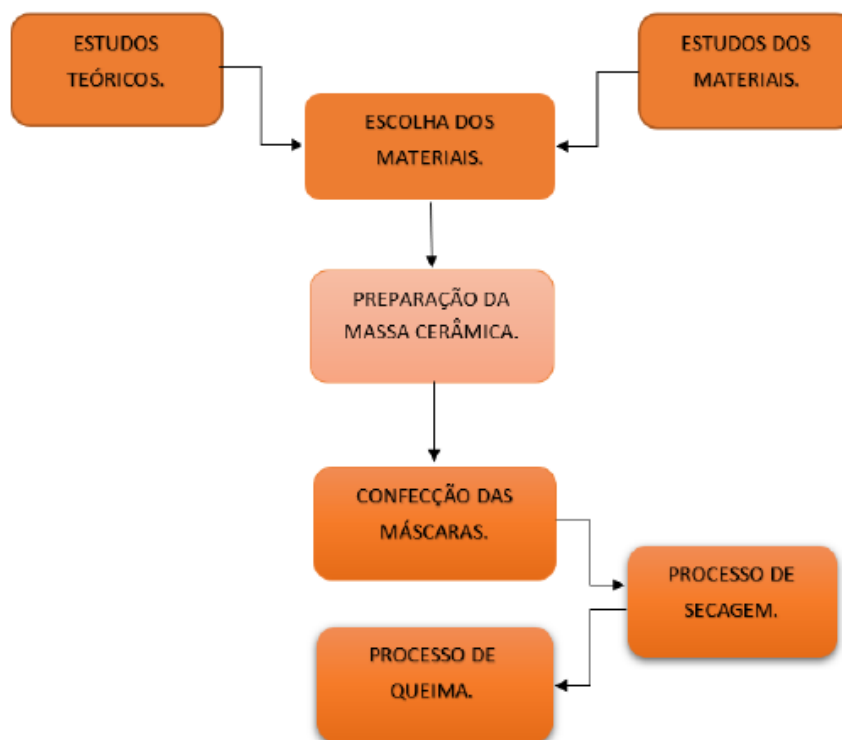 ESTUDOS
TEÓRICOS.
ESTUDOS DOS
MATERIAIS.
ESCOLHA DOS
MATERIAIS.
PREPARAÇÃO DA
MASSA CERÂMICA.
CONFECÇÃO DAS
MÁSCARAS.
PROCESSO DE
SECAGEM.
PROCESSO DE
QUEIMA.